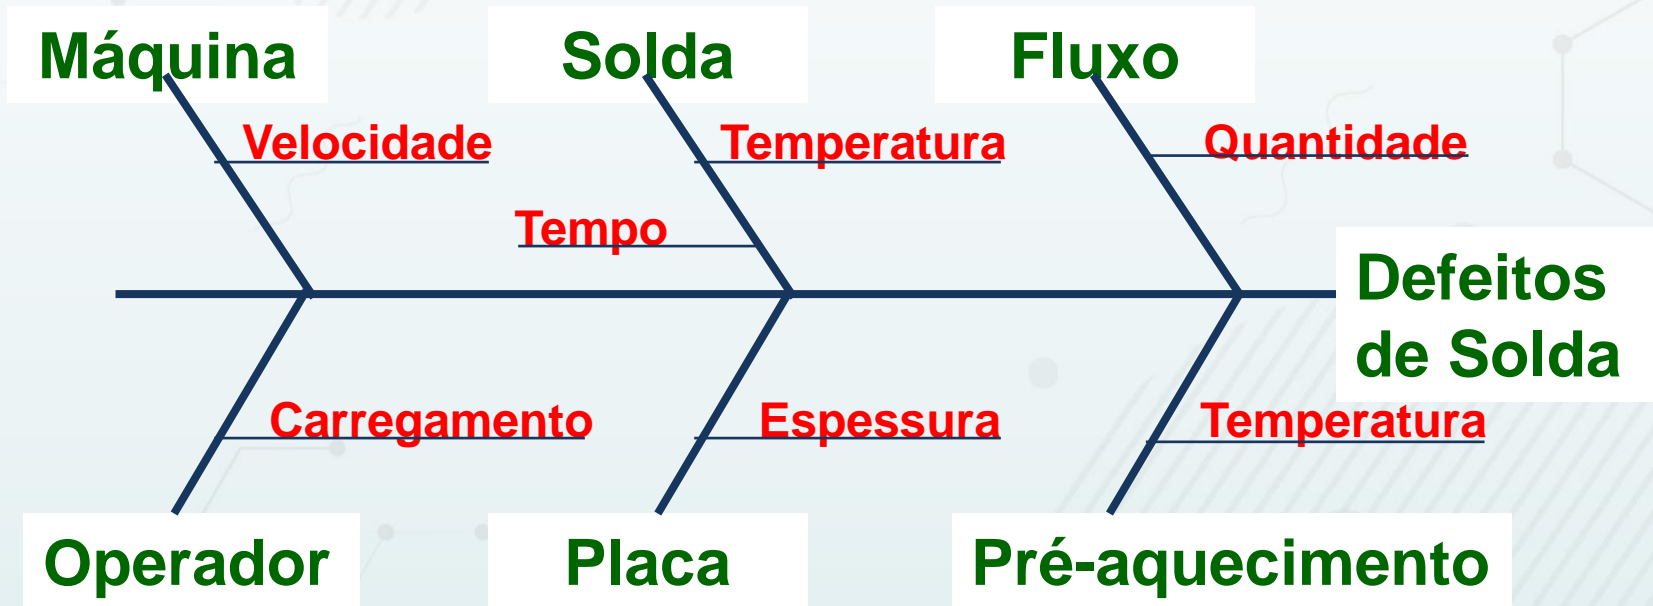 Máquina
Solda
Fluxo
Velocidade
Temperatura
Quantidade
Tempo
Defeitos
de Solda
Carregamento
Espessura
Temperatura
Operador
Placa
Pré-aquecimento